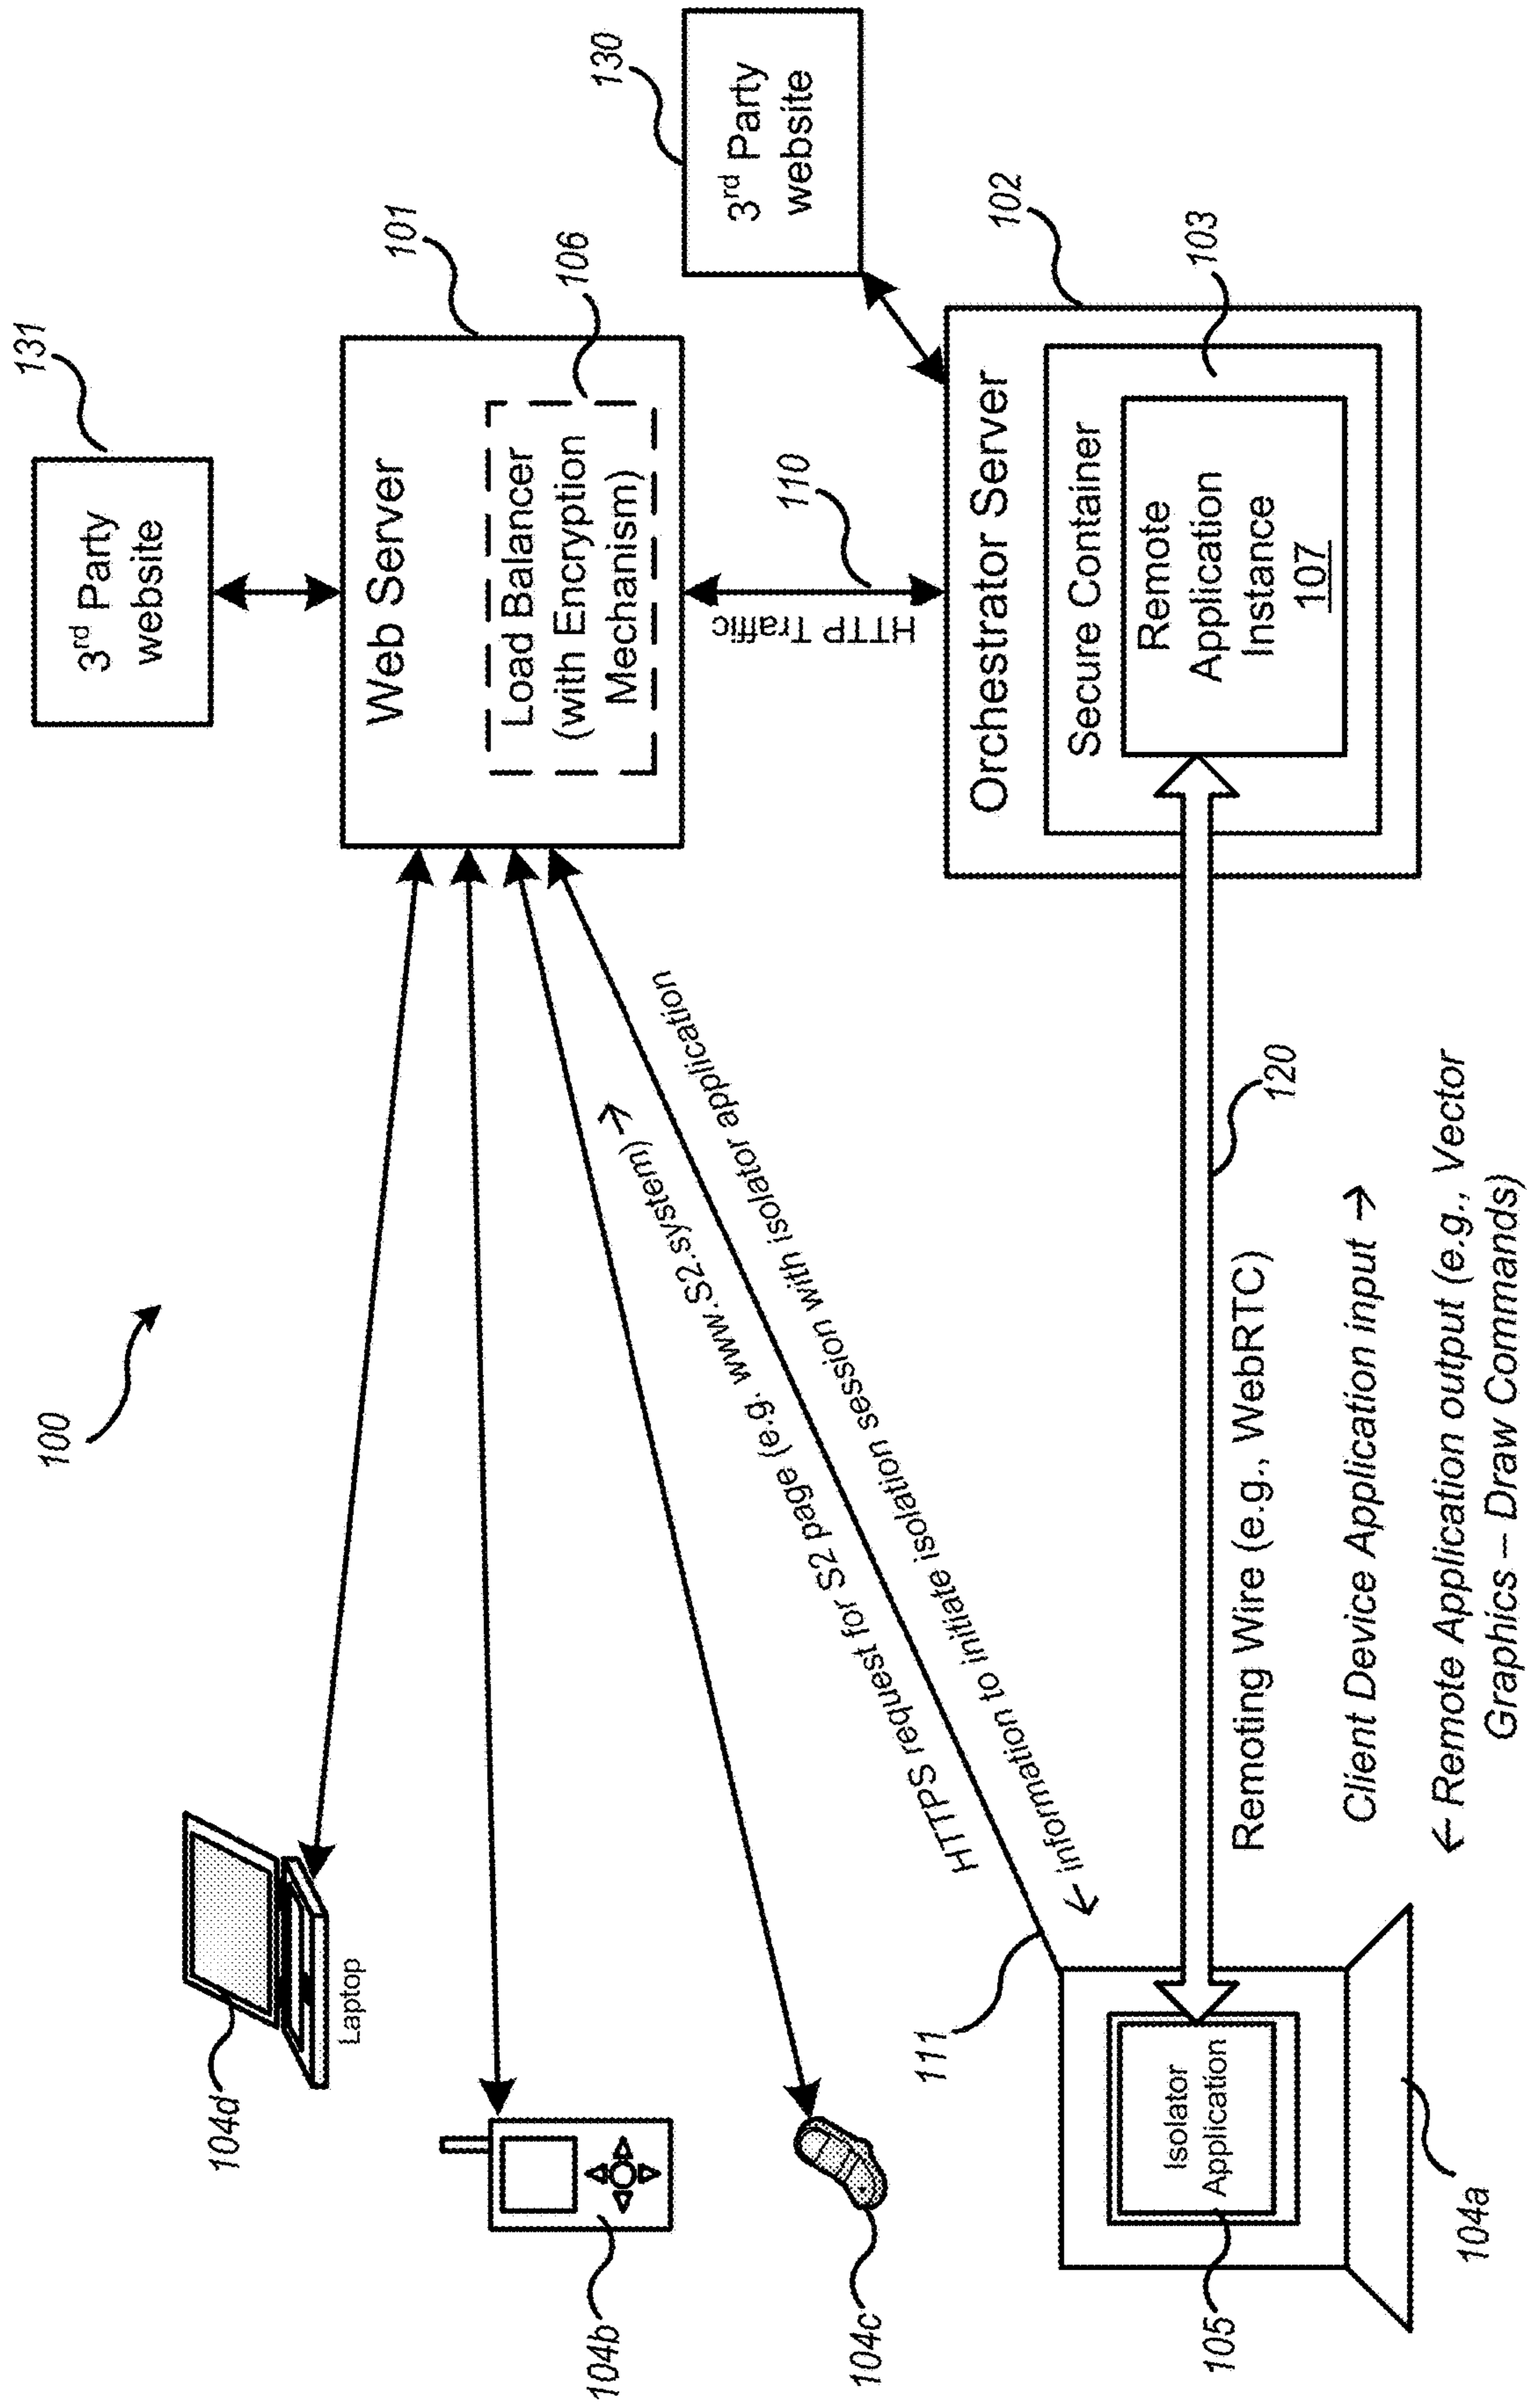 100
131
3rd Party
website
101
Web Server
106
Load Balancer
(with Encryption
Mechanism)
130
3rd Party
website
110
HTTP Traffic
102
Orchestrator Server
Secure Container
103
Remote
Application
Instance
107
104d
Laptop
104b
104c
HTTPS request for S2 page (e.g. www.S2.system) →
← information to initiate isolation session with isolator application
111
Isolator
Application
105
104a
120
Remoting Wire (e.g., WebRTC)
Client Device Application input →
← Remote Application output (e.g., Vector
Graphics – Draw Commands)